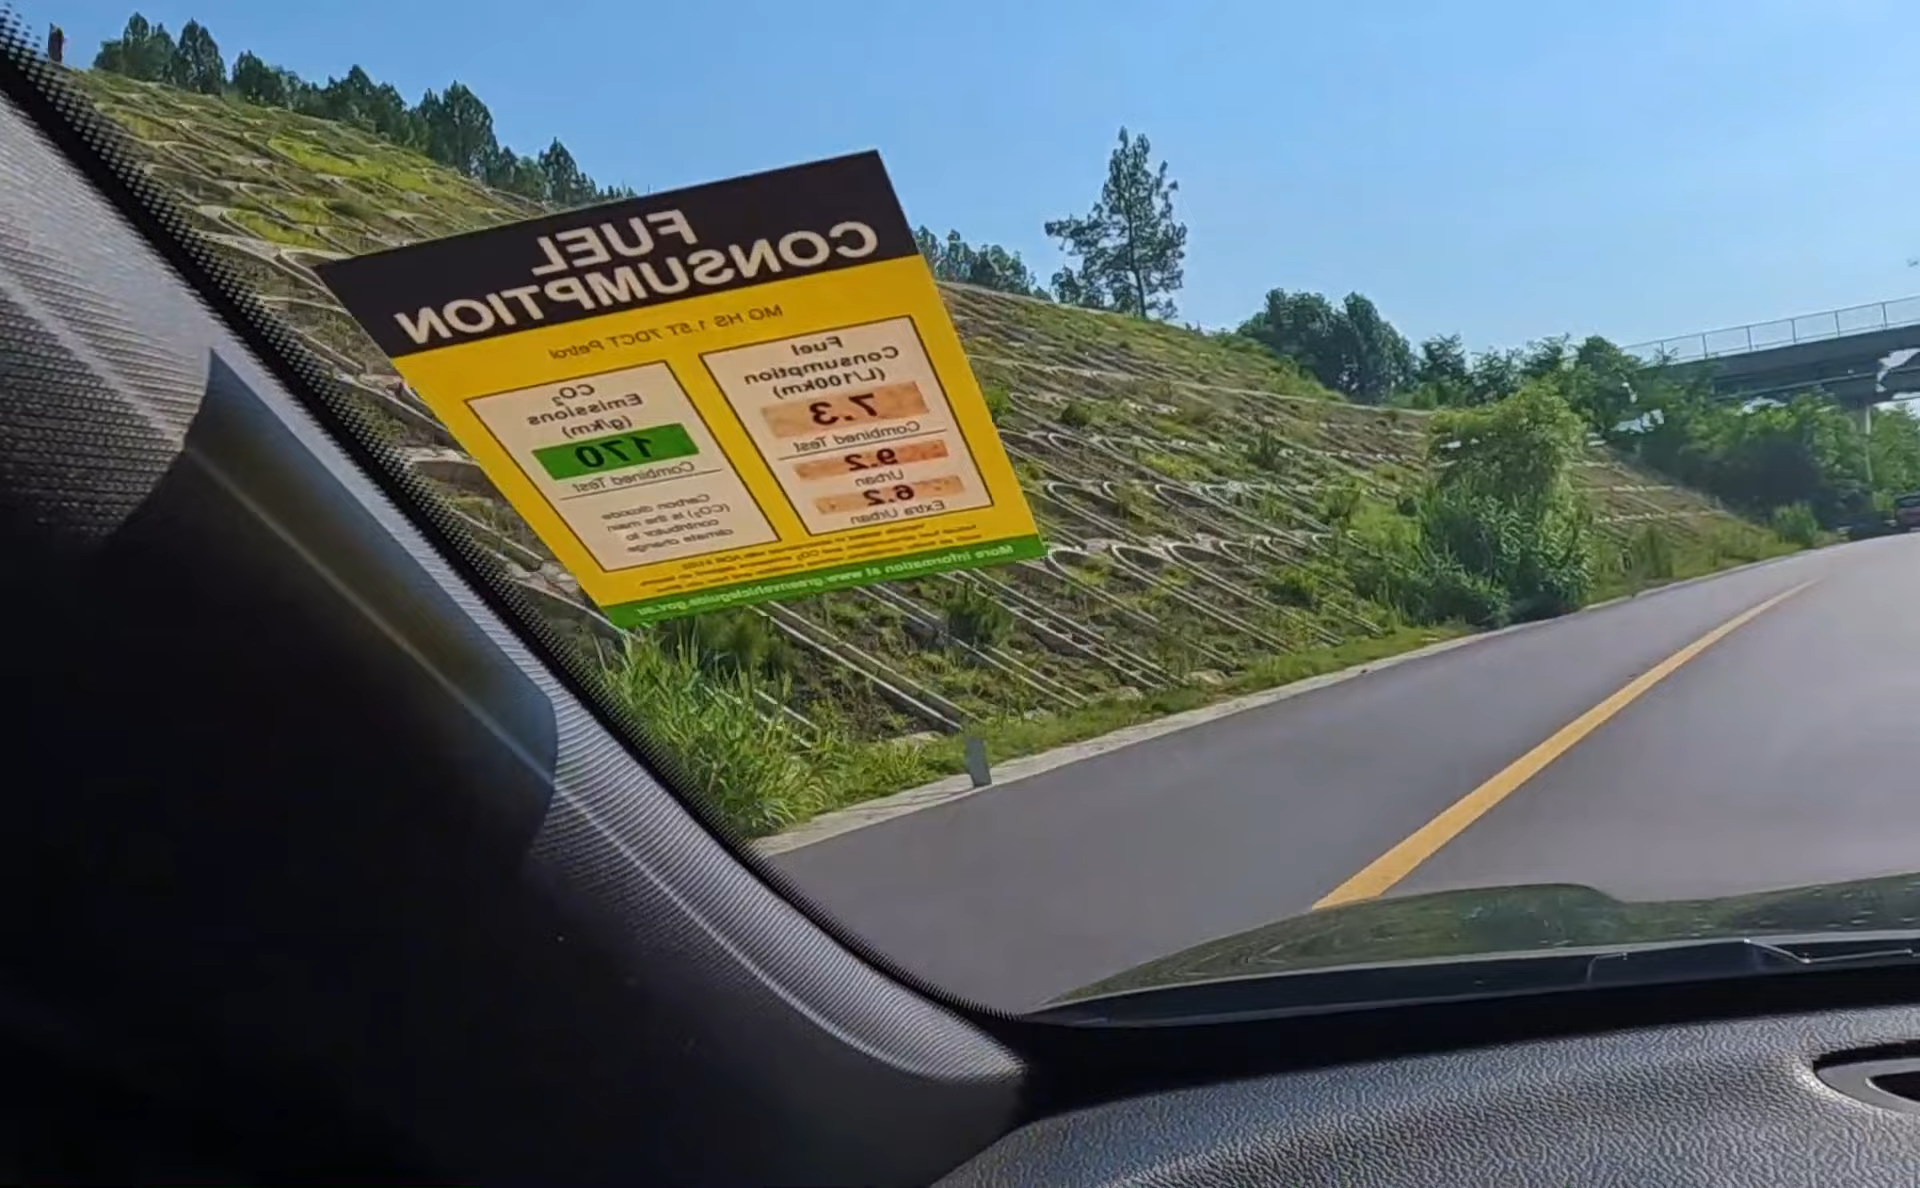 FUEL
CONSUMPTION
MG HS 1.5T 7DCT Petrol
Fuel
Consumption
(L/100km)
7.3
Combined Test
9.2
Urban
6.2
Extra Urban
CO₂
Emissions
(g/km)
170
Combined Test
Carbon dioxide
(CO₂) is the main
contributor to
climate change
More information at www.greenvehicleguide.gov.au